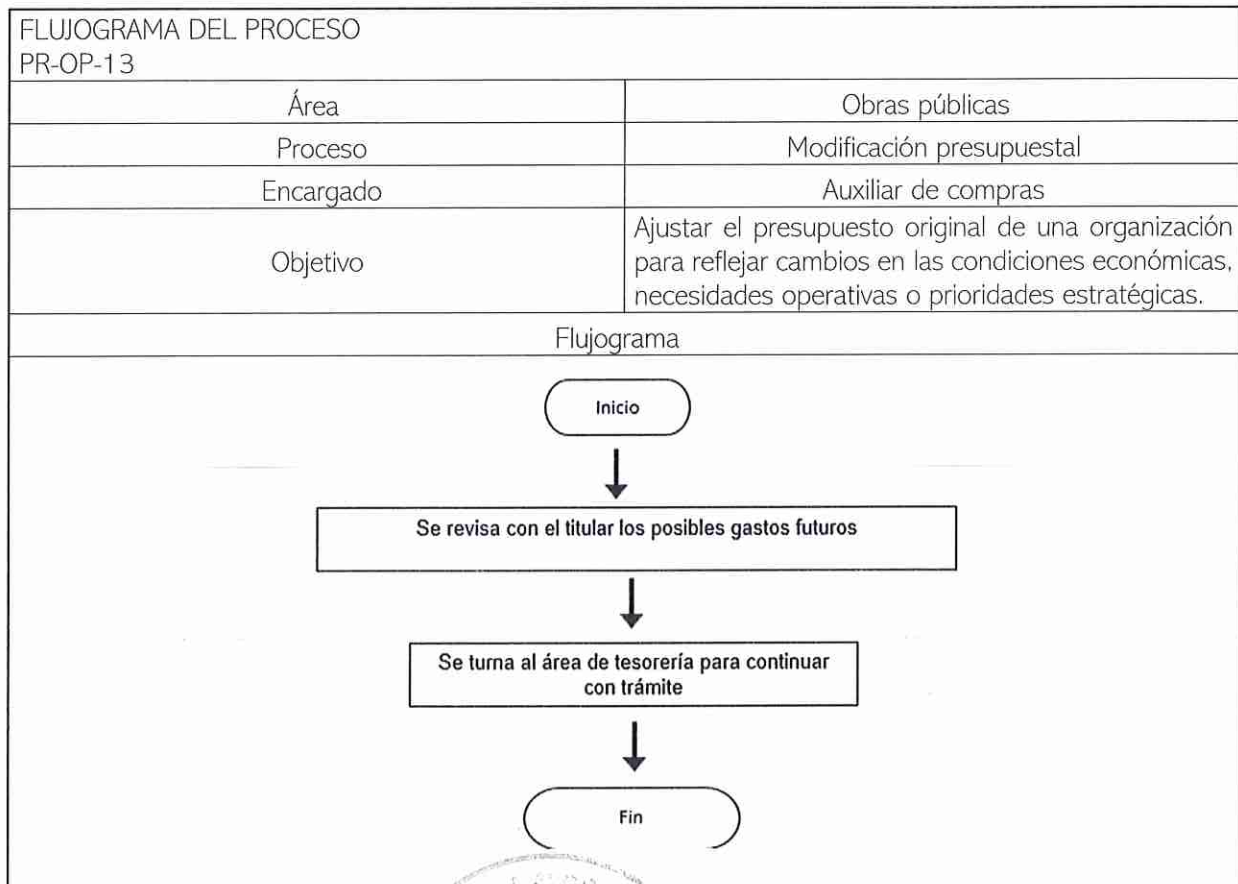 FLUJOGRAMA DEL PROCESO
PR-OP-13
Área
Obras públicas
Proceso
Modificación presupuestal
Encargado
Auxiliar de compras
Objetivo
Ajustar el presupuesto original de una organización
para reflejar cambios en las condiciones económicas,
necesidades operativas o prioridades estratégicas.
Flujograma
Inicio
Se revisa con el titular los posibles gastos futuros
Se turna al área de tesorería para continuar
con trámite
Fin